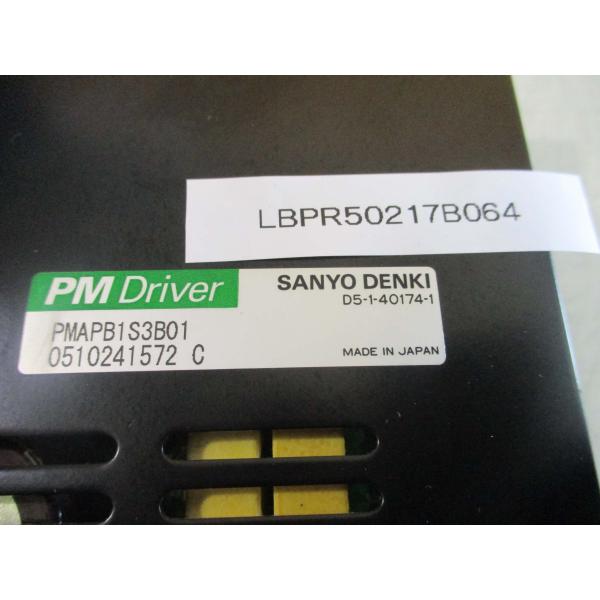 LBPR50217B064
PM Driver
SANYO DENKI
D5-1-40174-1
PMAPB1S3B01
0510241572 C
MADE IN JAPAN